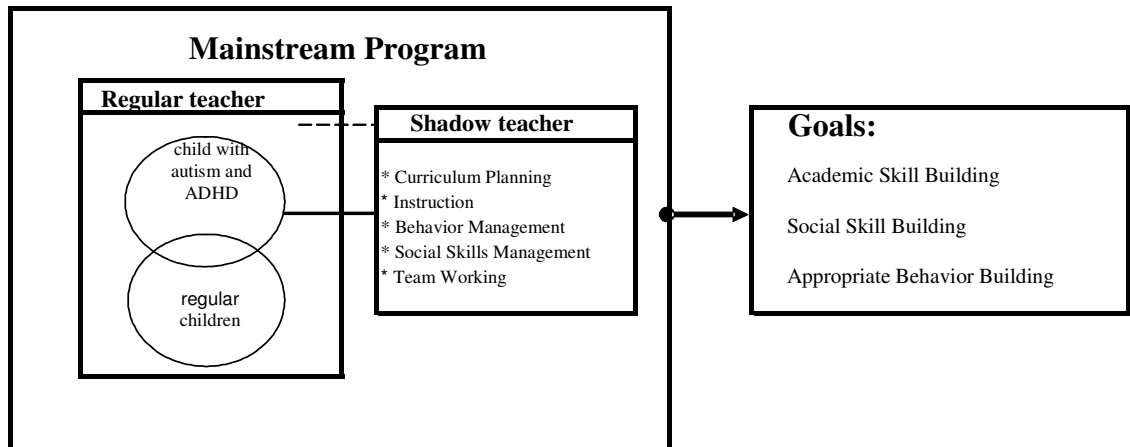 Mainstream Program
Regular teacher
child with
autism and
ADHD
regular
children
Shadow teacher
* Curriculum Planning
* Instruction
* Behavior Management
* Social Skills Management
* Team Working
Goals:
Academic Skill Building
Social Skill Building
Appropriate Behavior Building